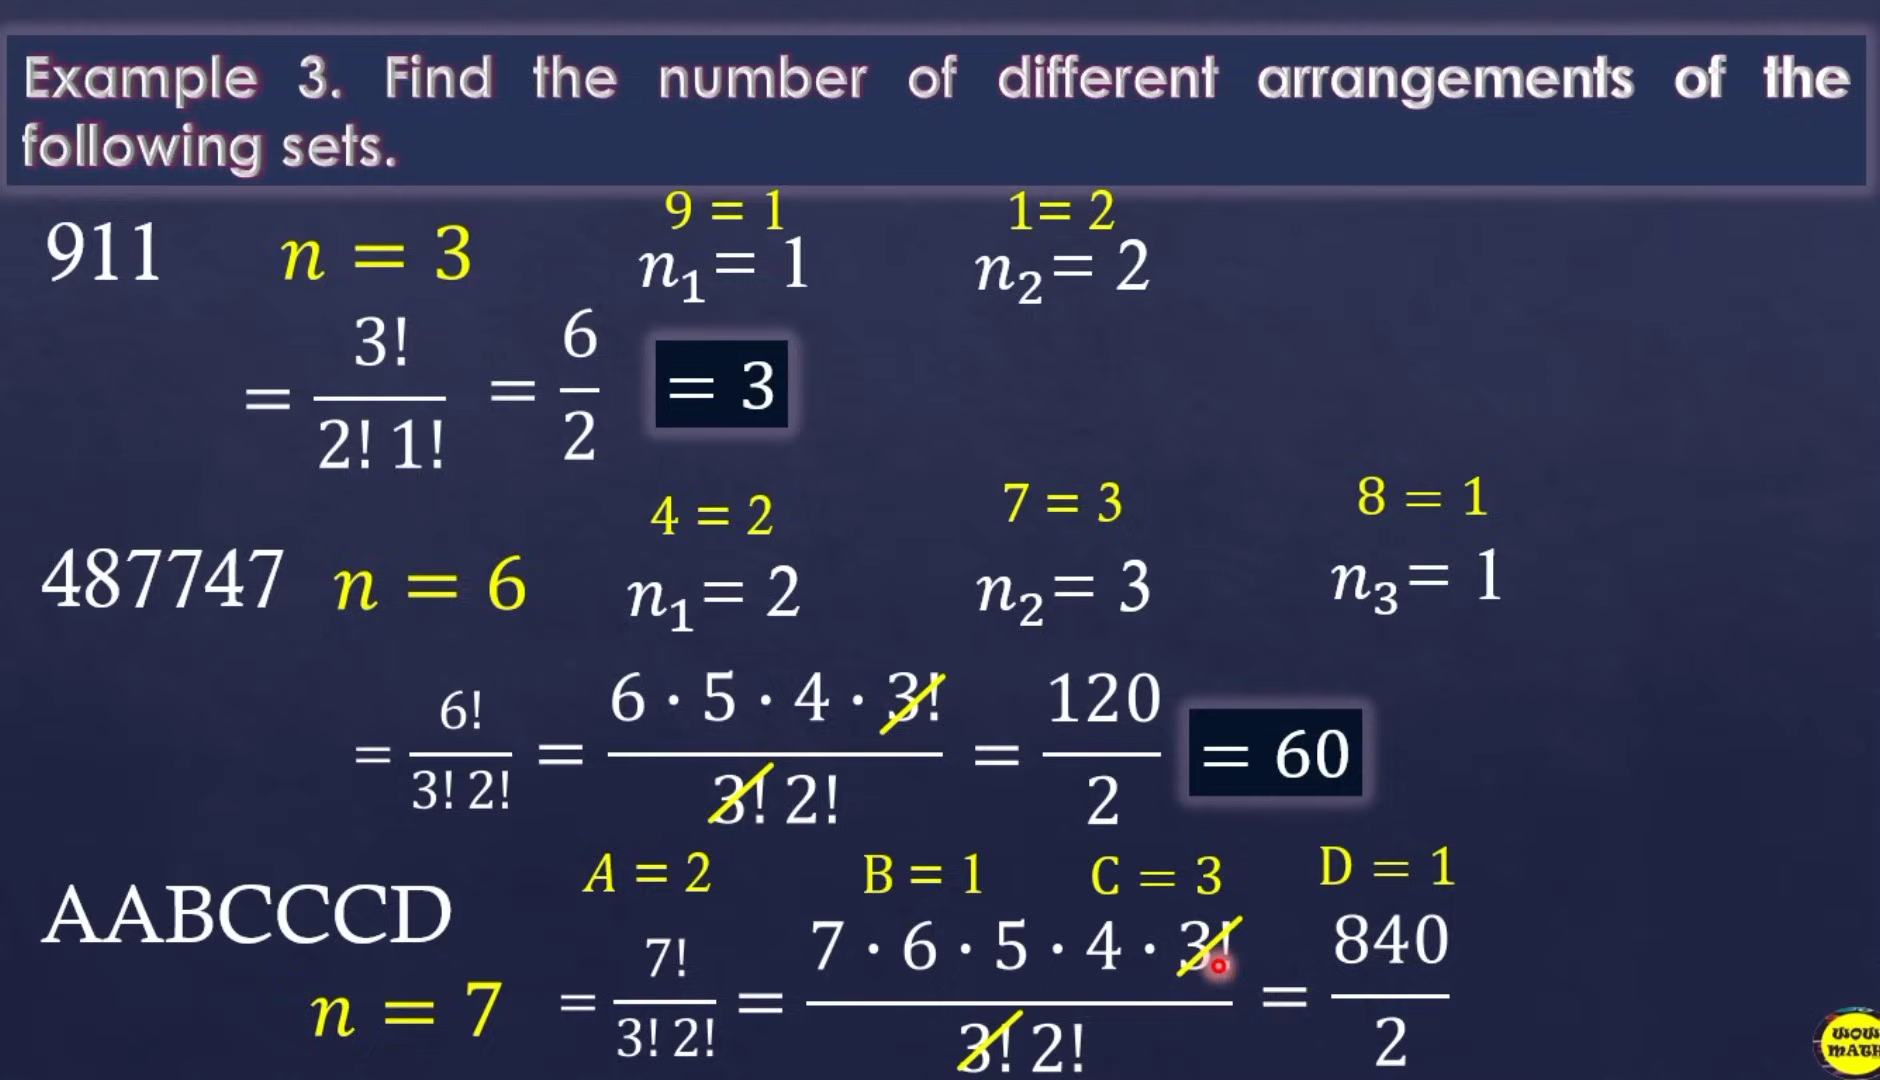 Example 3. Find the number of different arrangements of the
following sets.
9 = 1 1= 2
911 n = 3 n₁= 1 n₂= 2
= 3!/2! 1! = 6/2 = 3
4 = 2 7 = 3 8 = 1
487747 n = 6 n₁= 2 n₂= 3 n₃= 1
= 6!/3! 2! = 6 · 5 · 4 · 3!/3! 2! = 120/2 = 60
A = 2 B = 1 C = 3 D = 1
AABCCCD
n = 7 = 7!/3! 2! = 7 · 6 · 5 · 4 · 3!/3! 2! = 840/2
WOW
MATH